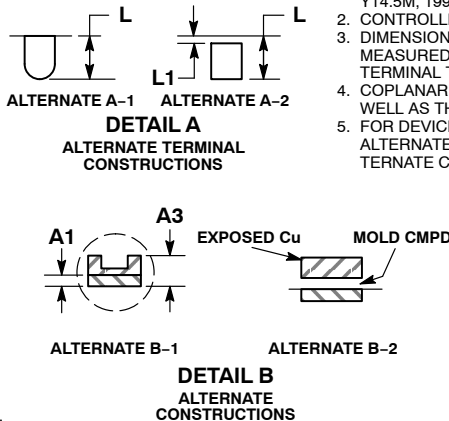 L
L
L1
ALTERNATE A−1
ALTERNATE A−2
DETAIL A
ALTERNATE TERMINAL
CONSTRUCTIONS
2. CONTROLL
3. DIMENSION
MEASURED
TERMINAL T
4. COPLANAR
WELL AS TH
5. FOR DEVIC
ALTERNATE
TERNATE C
A1
A3
EXPOSED Cu
MOLD CMPD
ALTERNATE B−1
ALTERNATE B−2
DETAIL B
ALTERNATE
CONSTRUCTIONS